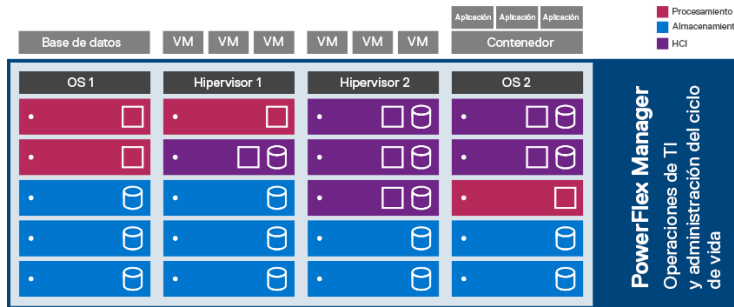 Aplicación Aplicación Aplicación
Procesamiento
Almacenamient
HCI
Base de datos VM VM VM VM VM VM Contenedor
OS 1 Hipervisor 1 Hipervisor 2 OS 2
PowerFlex Manager
Operaciones de TI
y administración del ciclo
de vida